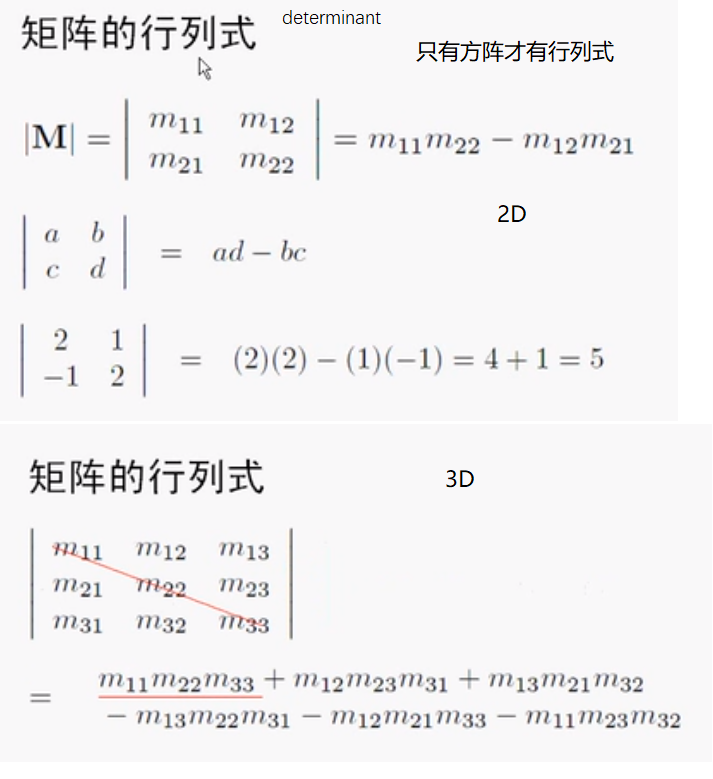 矩阵的行列式 determinant
只有方阵才有行列式
|M| = | m11 m12 | = m11m22 − m12m21
| m21 m22 |
2D
| a b | = ad − bc
| c d |
| 2 1 | = (2)(2) − (1)(−1) = 4 + 1 = 5
| −1 2 |
矩阵的行列式 3D
| m11 m12 m13 |
| m21 m22 m23 |
| m31 m32 m33 |
= m11m22m33 + m12m23m31 + m13m21m32
− m13m22m31 − m12m21m33 − m11m23m32